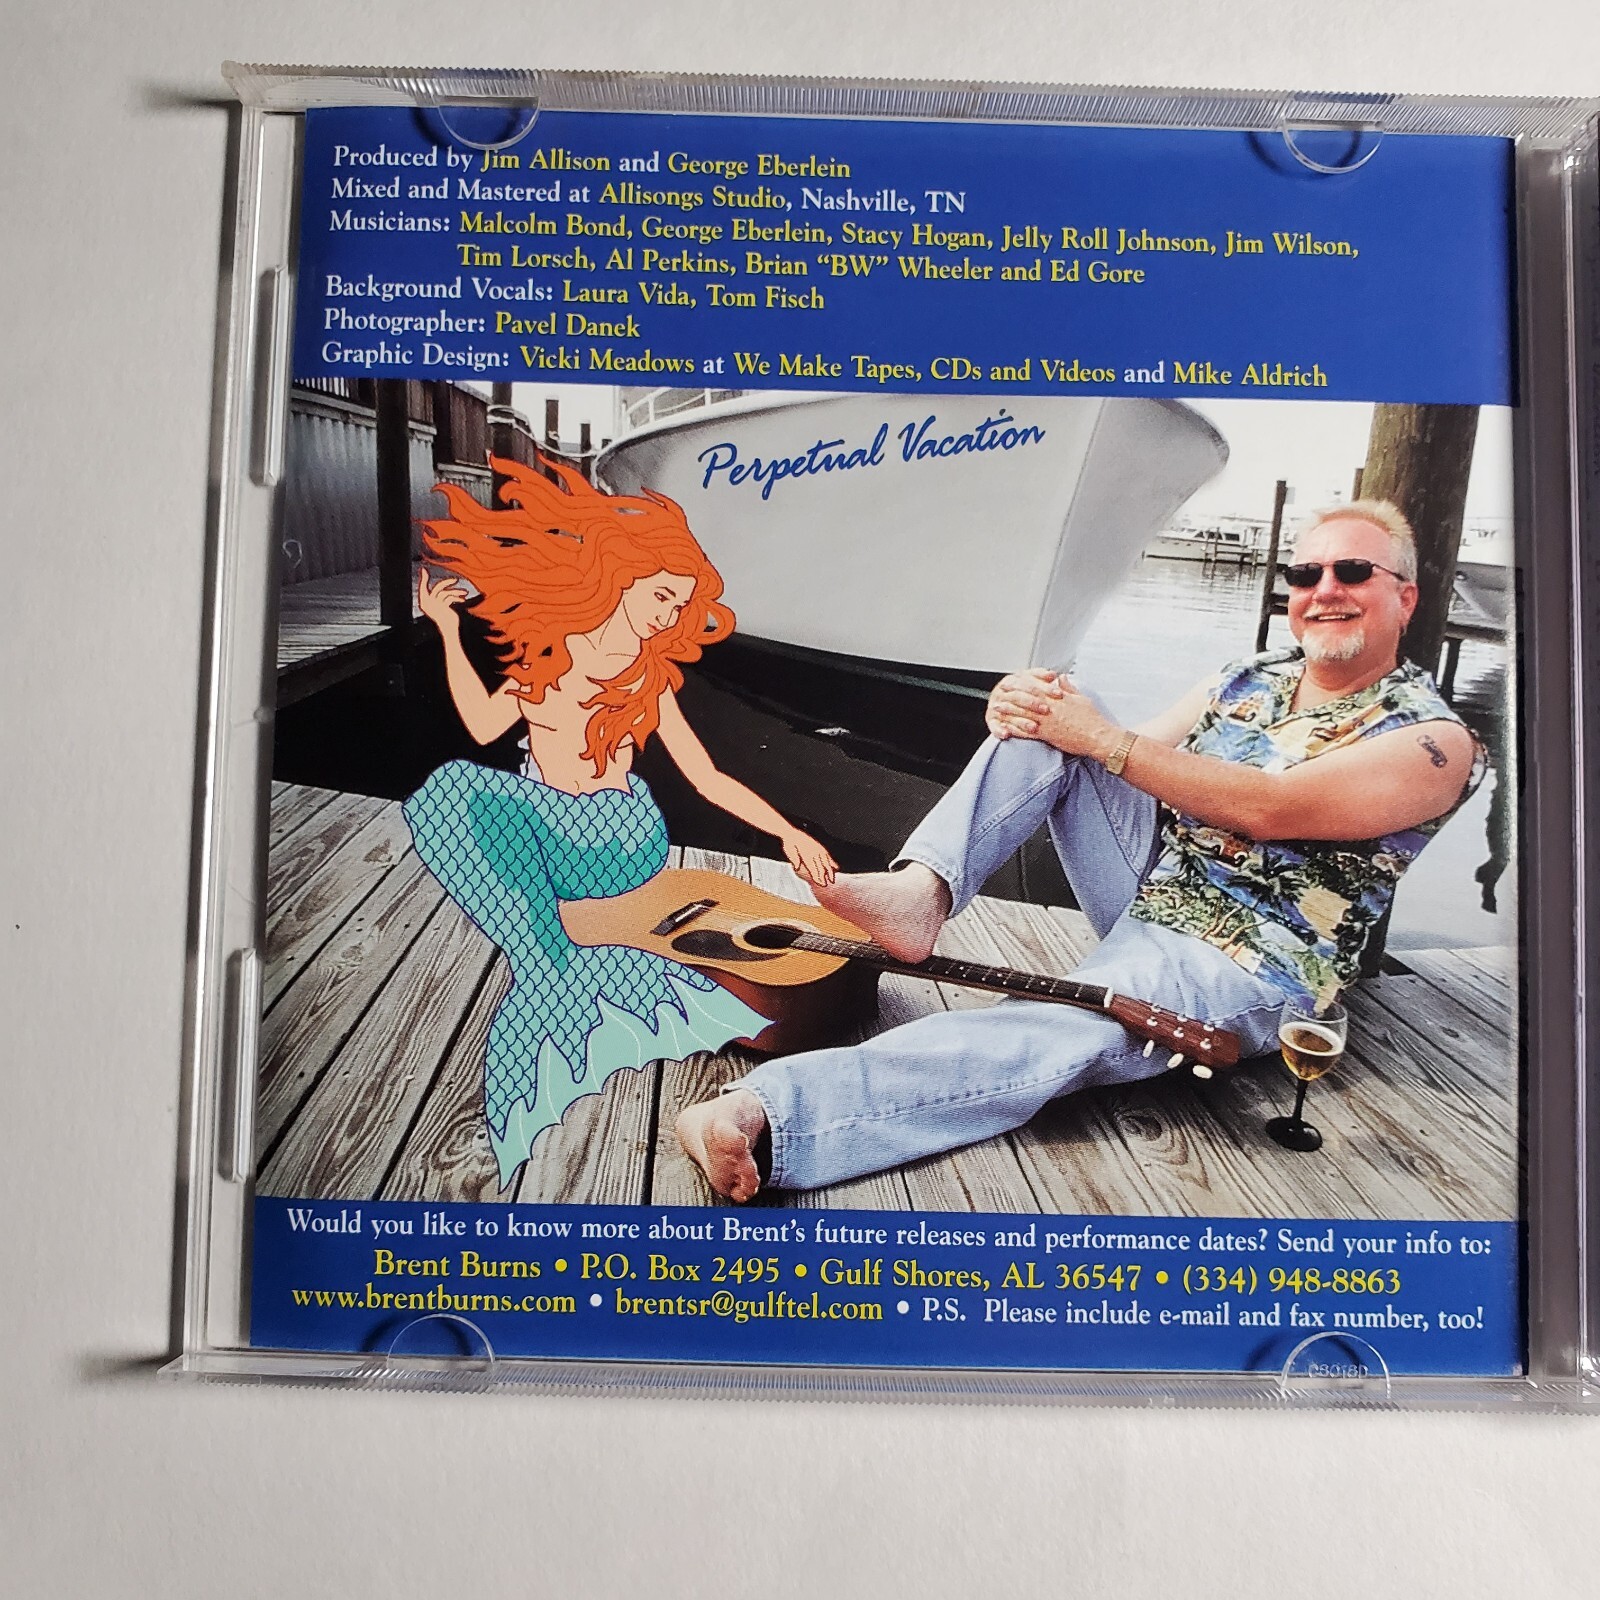 Produced by Jim Allison and George Eberlein
Mixed and Mastered at Allisongs Studio, Nashville, TN
Musicians: Malcolm Bond, George Eberlein, Stacy Hogan, Jelly Roll Johnson, Jim Wilson,
Tim Lorsch, Al Perkins, Brian “BW” Wheeler and Ed Gore
Background Vocals: Laura Vida, Tom Fisch
Photographer: Pavel Danek
Graphic Design: Vicki Meadows at We Make Tapes, CDs and Videos and Mike Aldrich
Perpetual Vacation
Would you like to know more about Brent's future releases and performance dates? Send your info to:
Brent Burns • P.O. Box 2495 • Gulf Shores, AL 36547 • (334) 948-8863
www.brentburns.com • brentsr@gulftel.com • P.S. Please include e-mail and fax number, too!